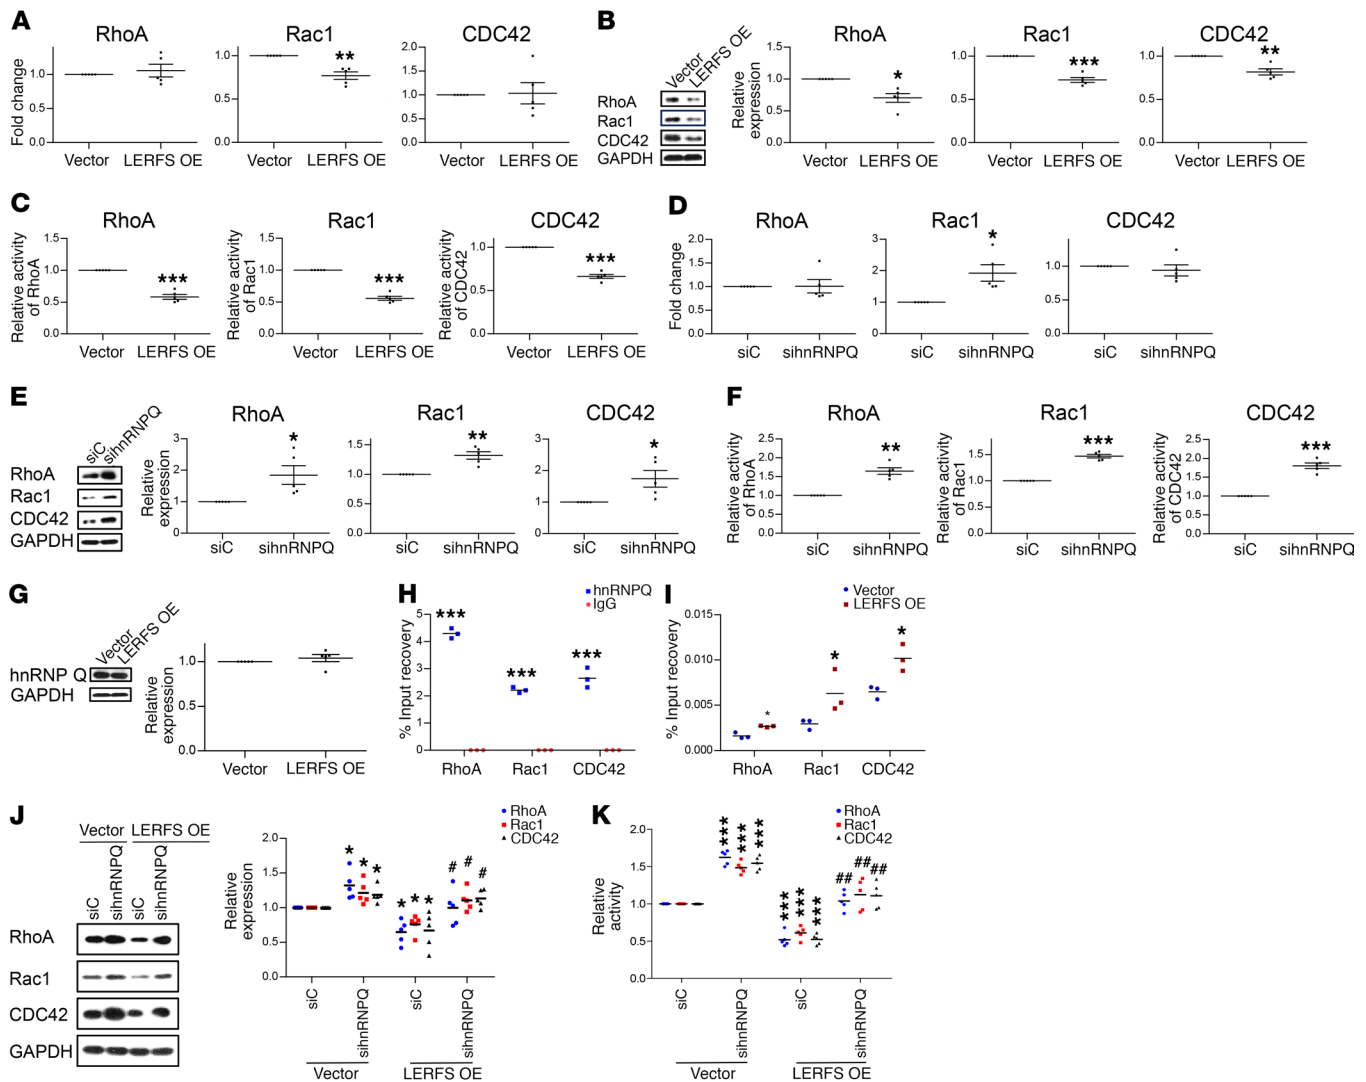 A
RhoA
Rac1
CDC42
Fold change
1.0
0.5
0.0
Vector
LERFS OE
1.0
0.5
0.0
**
Vector
LERFS OE
2.0
1.5
1.0
0.5
0.0
Vector
LERFS OE
B
Vector
LERFS OE
RhoA
Rac1
CDC42
GAPDH
RhoA
Rac1
CDC42
Relative
expression
1.5
1.0
0.5
0.0
*
Vector
LERFS OE
1.0
0.5
0.0
***
Vector
LERFS OE
1.0
0.5
0.0
**
Vector
LERFS OE
C
RhoA
Rac1
CDC42
Relative activity
of RhoA
1.5
1.0
0.5
0.0
***
Vector
LERFS OE
Relative activity
of Rac1
1.5
1.0
0.5
0.0
***
Vector
LERFS OE
Relative activity
of CDC42
1.0
0.5
0.0
***
Vector
LERFS OE
D
RhoA
Rac1
CDC42
Fold change
2.0
1.5
1.0
0.5
0.0
siC
sihnRNPQ
3
2
1
0
*
siC
sihnRNPQ
1.0
0.5
0.0
siC
sihnRNPQ
E
siC
sihnRNPQ
RhoA
Rac1
CDC42
GAPDH
RhoA
Rac1
CDC42
Relative
expression
3
2
1
0
*
siC
sihnRNPQ
1.5
1.0
0.5
0.0
**
siC
sihnRNPQ
3
2
1
0
*
siC
sihnRNPQ
F
RhoA
Rac1
CDC42
Relative activity
of RhoA
2.5
2.0
1.5
1.0
0.5
0.0
**
siC
sihnRNPQ
Relative activity
of Rac1
1.5
1.0
0.5
0.0
***
siC
sihnRNPQ
Relative activity
of CDC42
2.5
2.0
1.5
1.0
0.5
0.0
***
siC
sihnRNPQ
G
Vector
LERFS OE
hnRNP Q
GAPDH
Relative
expression
1.0
0.5
0.0
Vector
LERFS OE
H
hnRNPQ
IgG
% Input recovery
5
4
3
2
1
0
***
***
***
RhoA
Rac1
CDC42
I
Vector
LERFS OE
% Input recovery
0.015
0.010
0.005
0.000
*
*
*
RhoA
Rac1
CDC42
J
Vector
LERFS OE
siC
sihnRNPQ
siC
sihnRNPQ
RhoA
Rac1
CDC42
GAPDH
RhoA
Rac1
CDC42
Relative
expression
2.0
1.5
1.0
0.5
0.0
* * *
* * *
# # #
siC
sihnRNPQ
siC
sihnRNPQ
Vector
LERFS OE
K
RhoA
Rac1
CDC42
Relative
activity
2.0
1.5
1.0
0.5
0.0
*** *** ***
*** *** ***
## ## ##
siC
sihnRNPQ
siC
sihnRNPQ
Vector
LERFS OE